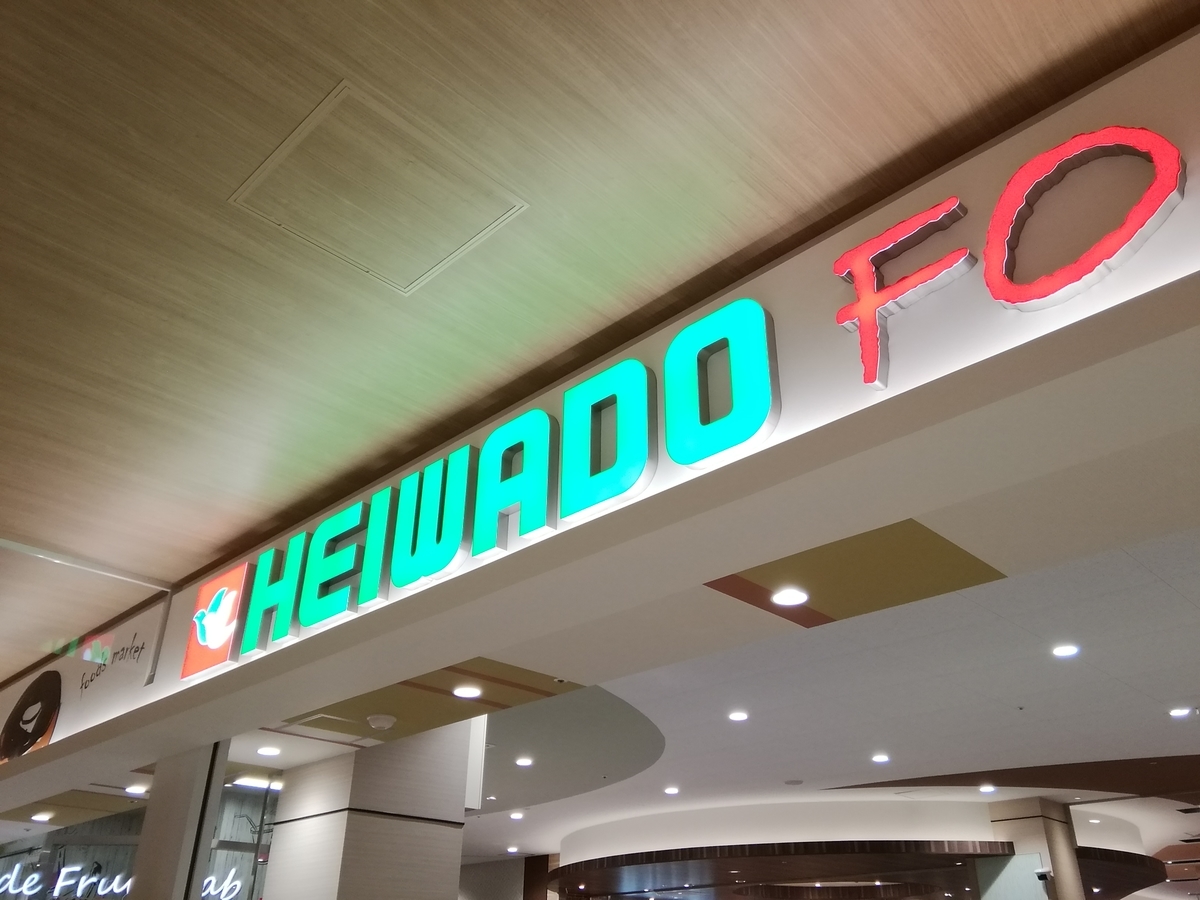 HEIWADO FO
foods market
de Fru
ab